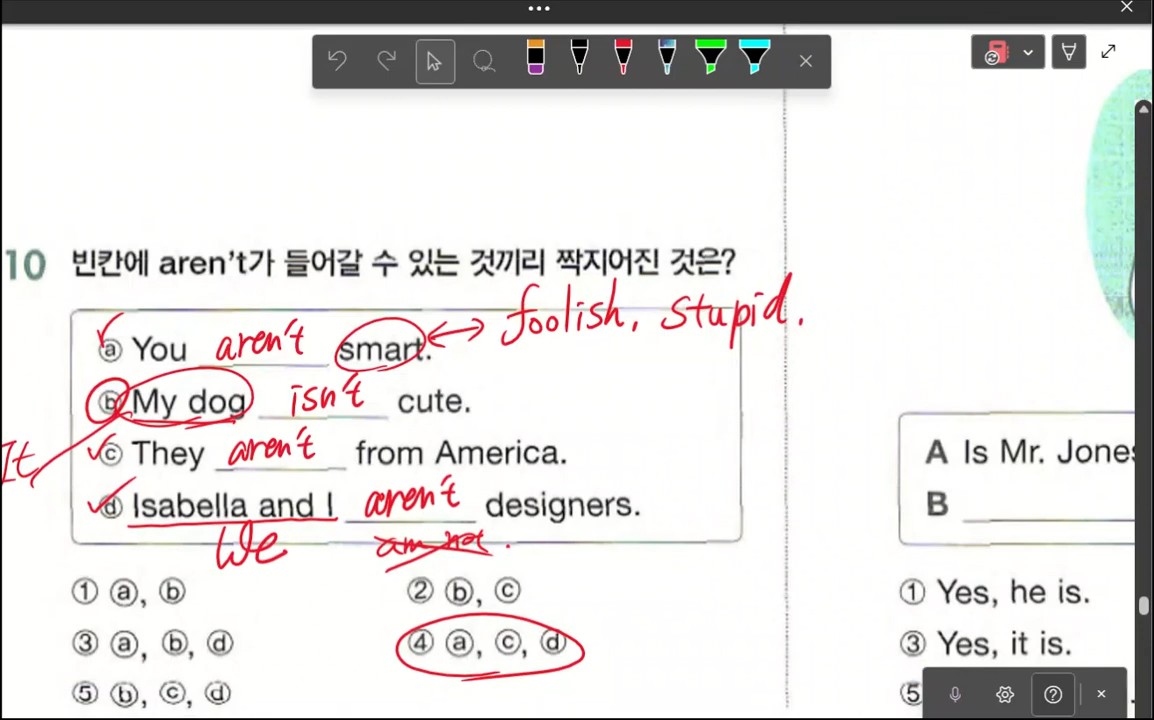 10 빈칸에 aren't가 들어갈 수 있는 것끼리 짝지어진 것은?
foolish, stupid.
ⓐ You aren't smart.
ⓑ My dog isn't cute.
It
ⓒ They aren't from America.
ⓓ Isabella and I aren't designers.
We am not.
① ⓐ, ⓑ
② ⓑ, ⓒ
③ ⓐ, ⓑ, ⓓ
④ ⓐ, ⓒ, ⓓ
⑤ ⓑ, ⓒ, ⓓ
A Is Mr. Jones
B
① Yes, he is.
③ Yes, it is.
⑤